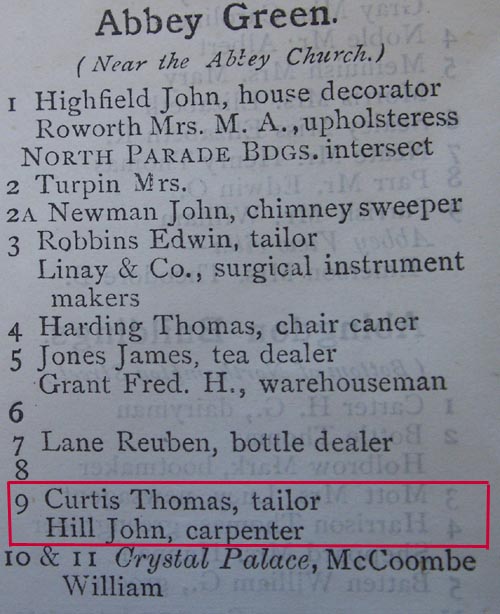 Abbey Green.
(Near the Abbey Church.)
1 Highfield John, house decorator
Roworth Mrs. M. A., upholsteress
NORTH PARADE BDGS. intersect
2 Turpin Mrs.
2A Newman John, chimney sweeper
3 Robbins Edwin, tailor
Linay & Co., surgical instrument
makers
4 Harding Thomas, chair caner
5 Jones James, tea dealer
Grant Fred. H., warehouseman
6
7 Lane Reuben, bottle dealer
8
9 Curtis Thomas, tailor
Hill John, carpenter
10 & 11 Crystal Palace, McCoombe
William